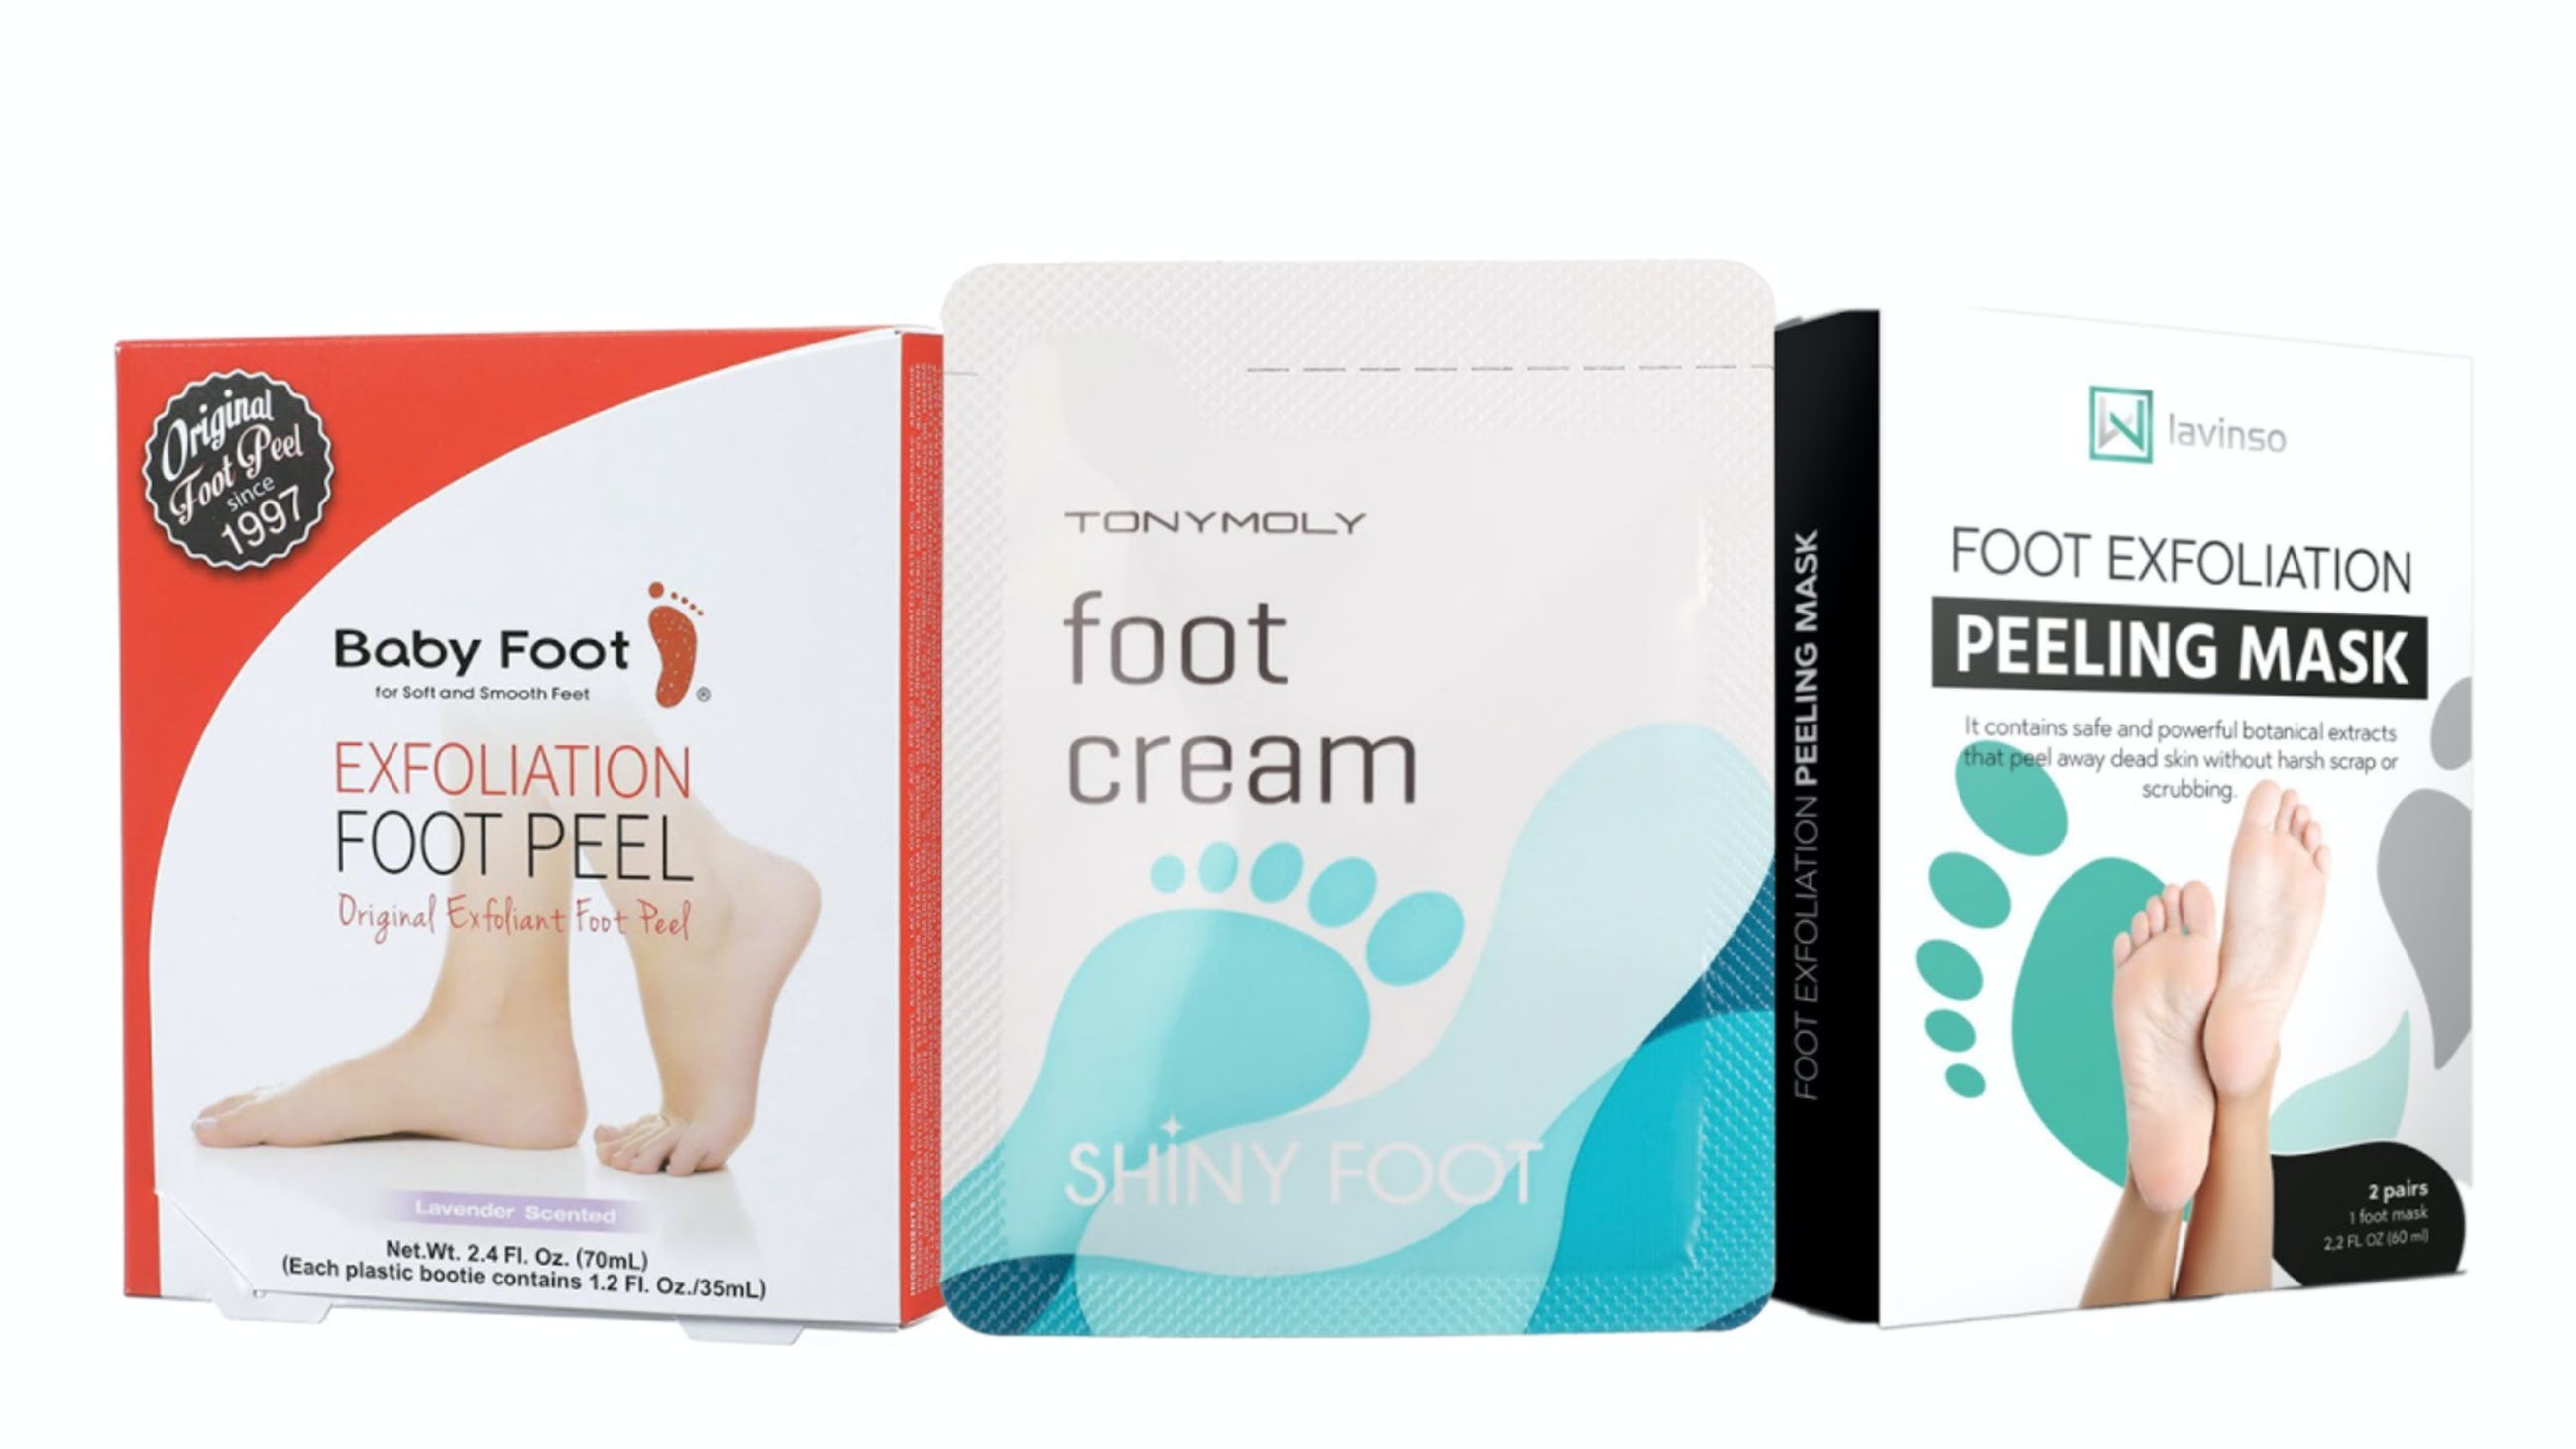 Original
Foot Peel
since
1997
Baby Foot
®
for Soft and Smooth Feet
EXFOLIATION
FOOT PEEL
Original Exfoliant Foot Peel
Lavender Scented
Net.Wt. 2.4 Fl. Oz. (70mL)
(Each plastic bootie contains 1.2 Fl. Oz./35mL)
TONYMOLY
foot
cream
SHiNY FOOT
FOOT EXFOLIATION PEELING MASK
lavinso
FOOT EXFOLIATION
PEELING MASK
It contains safe and powerful botanical extracts
that peel away dead skin without harsh scrap or
scrubbing.
2 pairs
1 foot mask
2,2 FL OZ (60 ml)